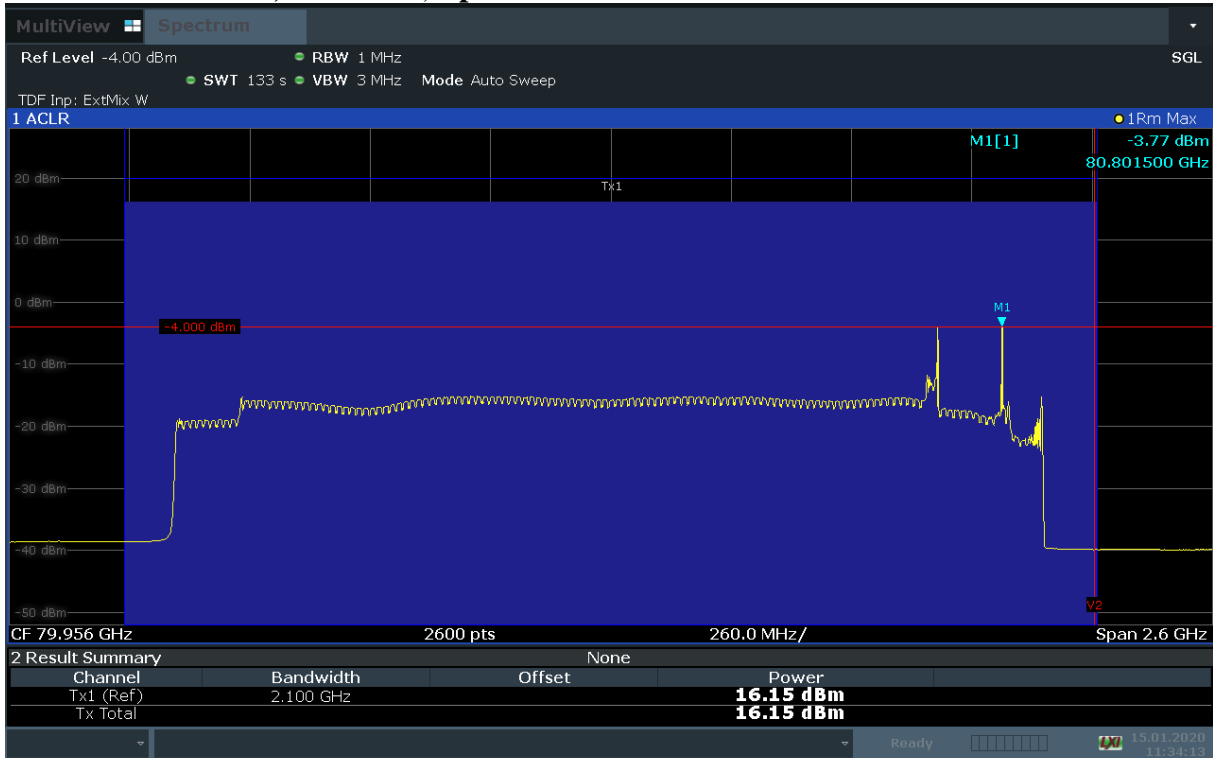 MultiView Spectrum
Ref Level -4.00 dBm RBW 1 MHz SGL
SWT 133 s VBW 3 MHz Mode Auto Sweep
TDF Inp: ExtMix W
1 ACLR 1Rm Max
M1[1] -3.77 dBm
80.801500 GHz
20 dBm
Tx1
10 dBm
0 dBm
M1
-4.000 dBm
-10 dBm
-20 dBm
-30 dBm
-40 dBm
-50 dBm
V2
CF 79.956 GHz 2600 pts 260.0 MHz/ Span 2.6 GHz
2 Result Summary None
Channel Bandwidth Offset Power
Tx1 (Ref) 2.100 GHz 16.15 dBm
Tx Total 16.15 dBm
Ready LXI 15.01.2020
11:34:13